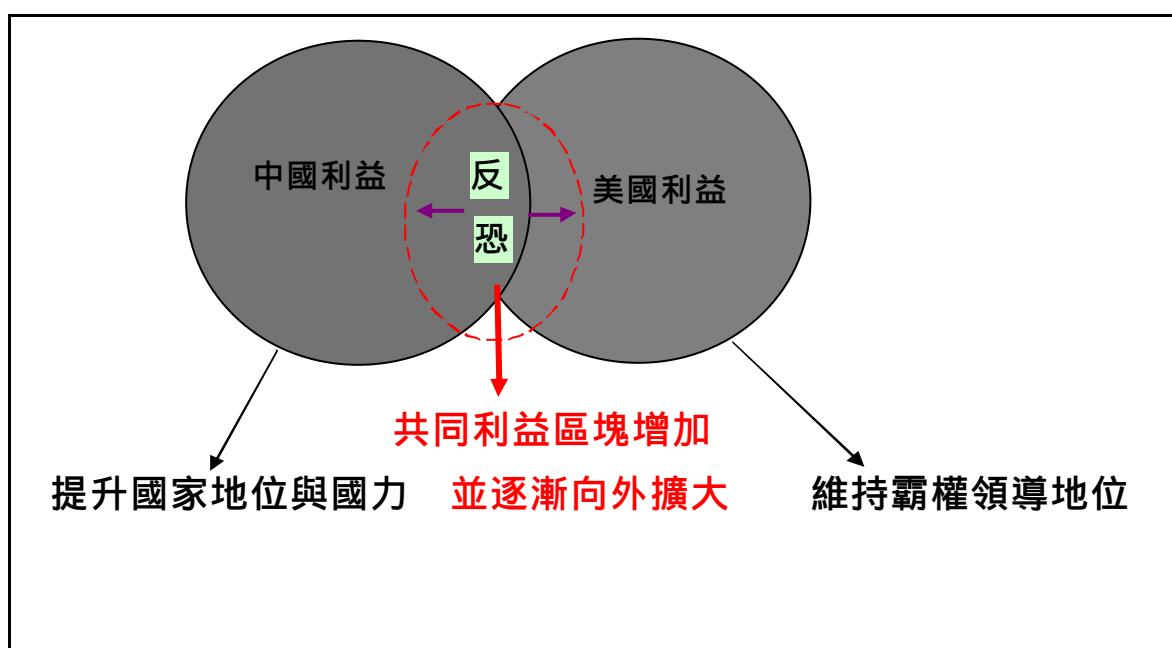 中國利益
反
恐
美國利益
共同利益區塊增加
並逐漸向外擴大
提升國家地位與國力
維持霸權領導地位